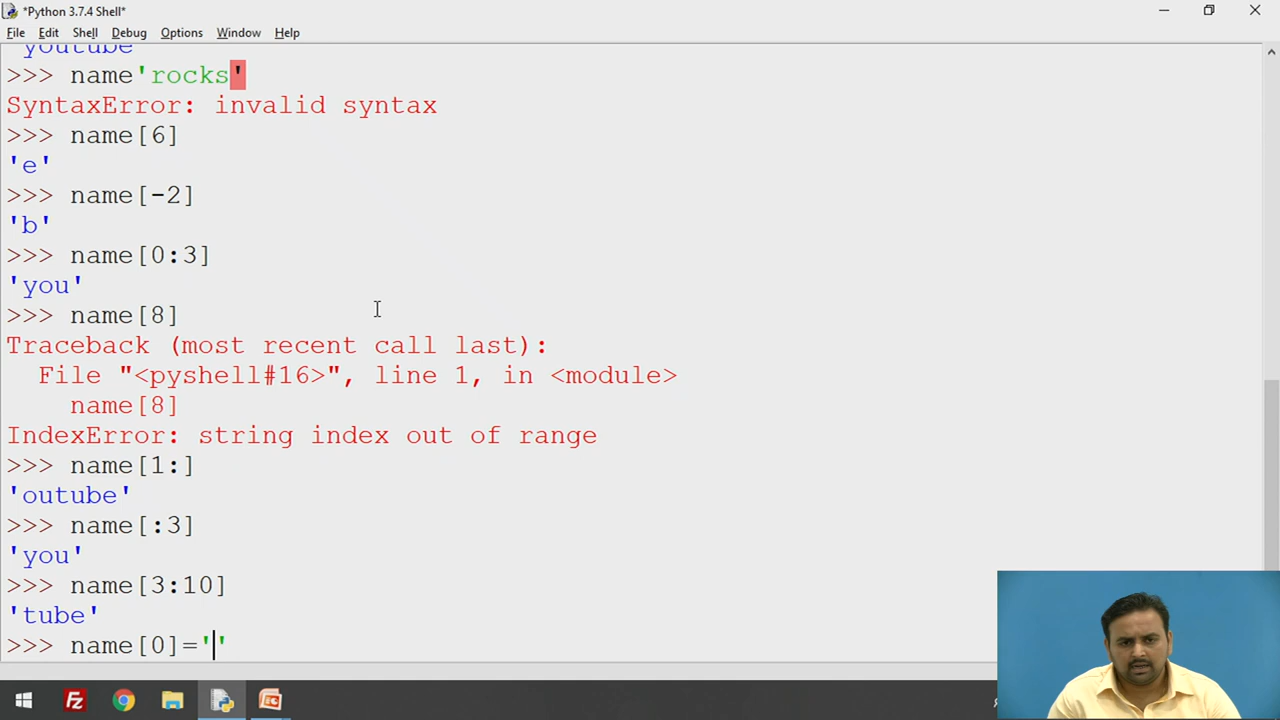 *Python 3.7.4 Shell*
File Edit Shell Debug Options Window Help
'youtube'
>>> name'rocks'
SyntaxError: invalid syntax
>>> name[6]
'e'
>>> name[-2]
'b'
>>> name[0:3]
'you'
>>> name[8]
Traceback (most recent call last):
  File "<pyshell#16>", line 1, in <module>
    name[8]
IndexError: string index out of range
>>> name[1:]
'outube'
>>> name[:3]
'you'
>>> name[3:10]
'tube'
>>> name[0]=''
Fz